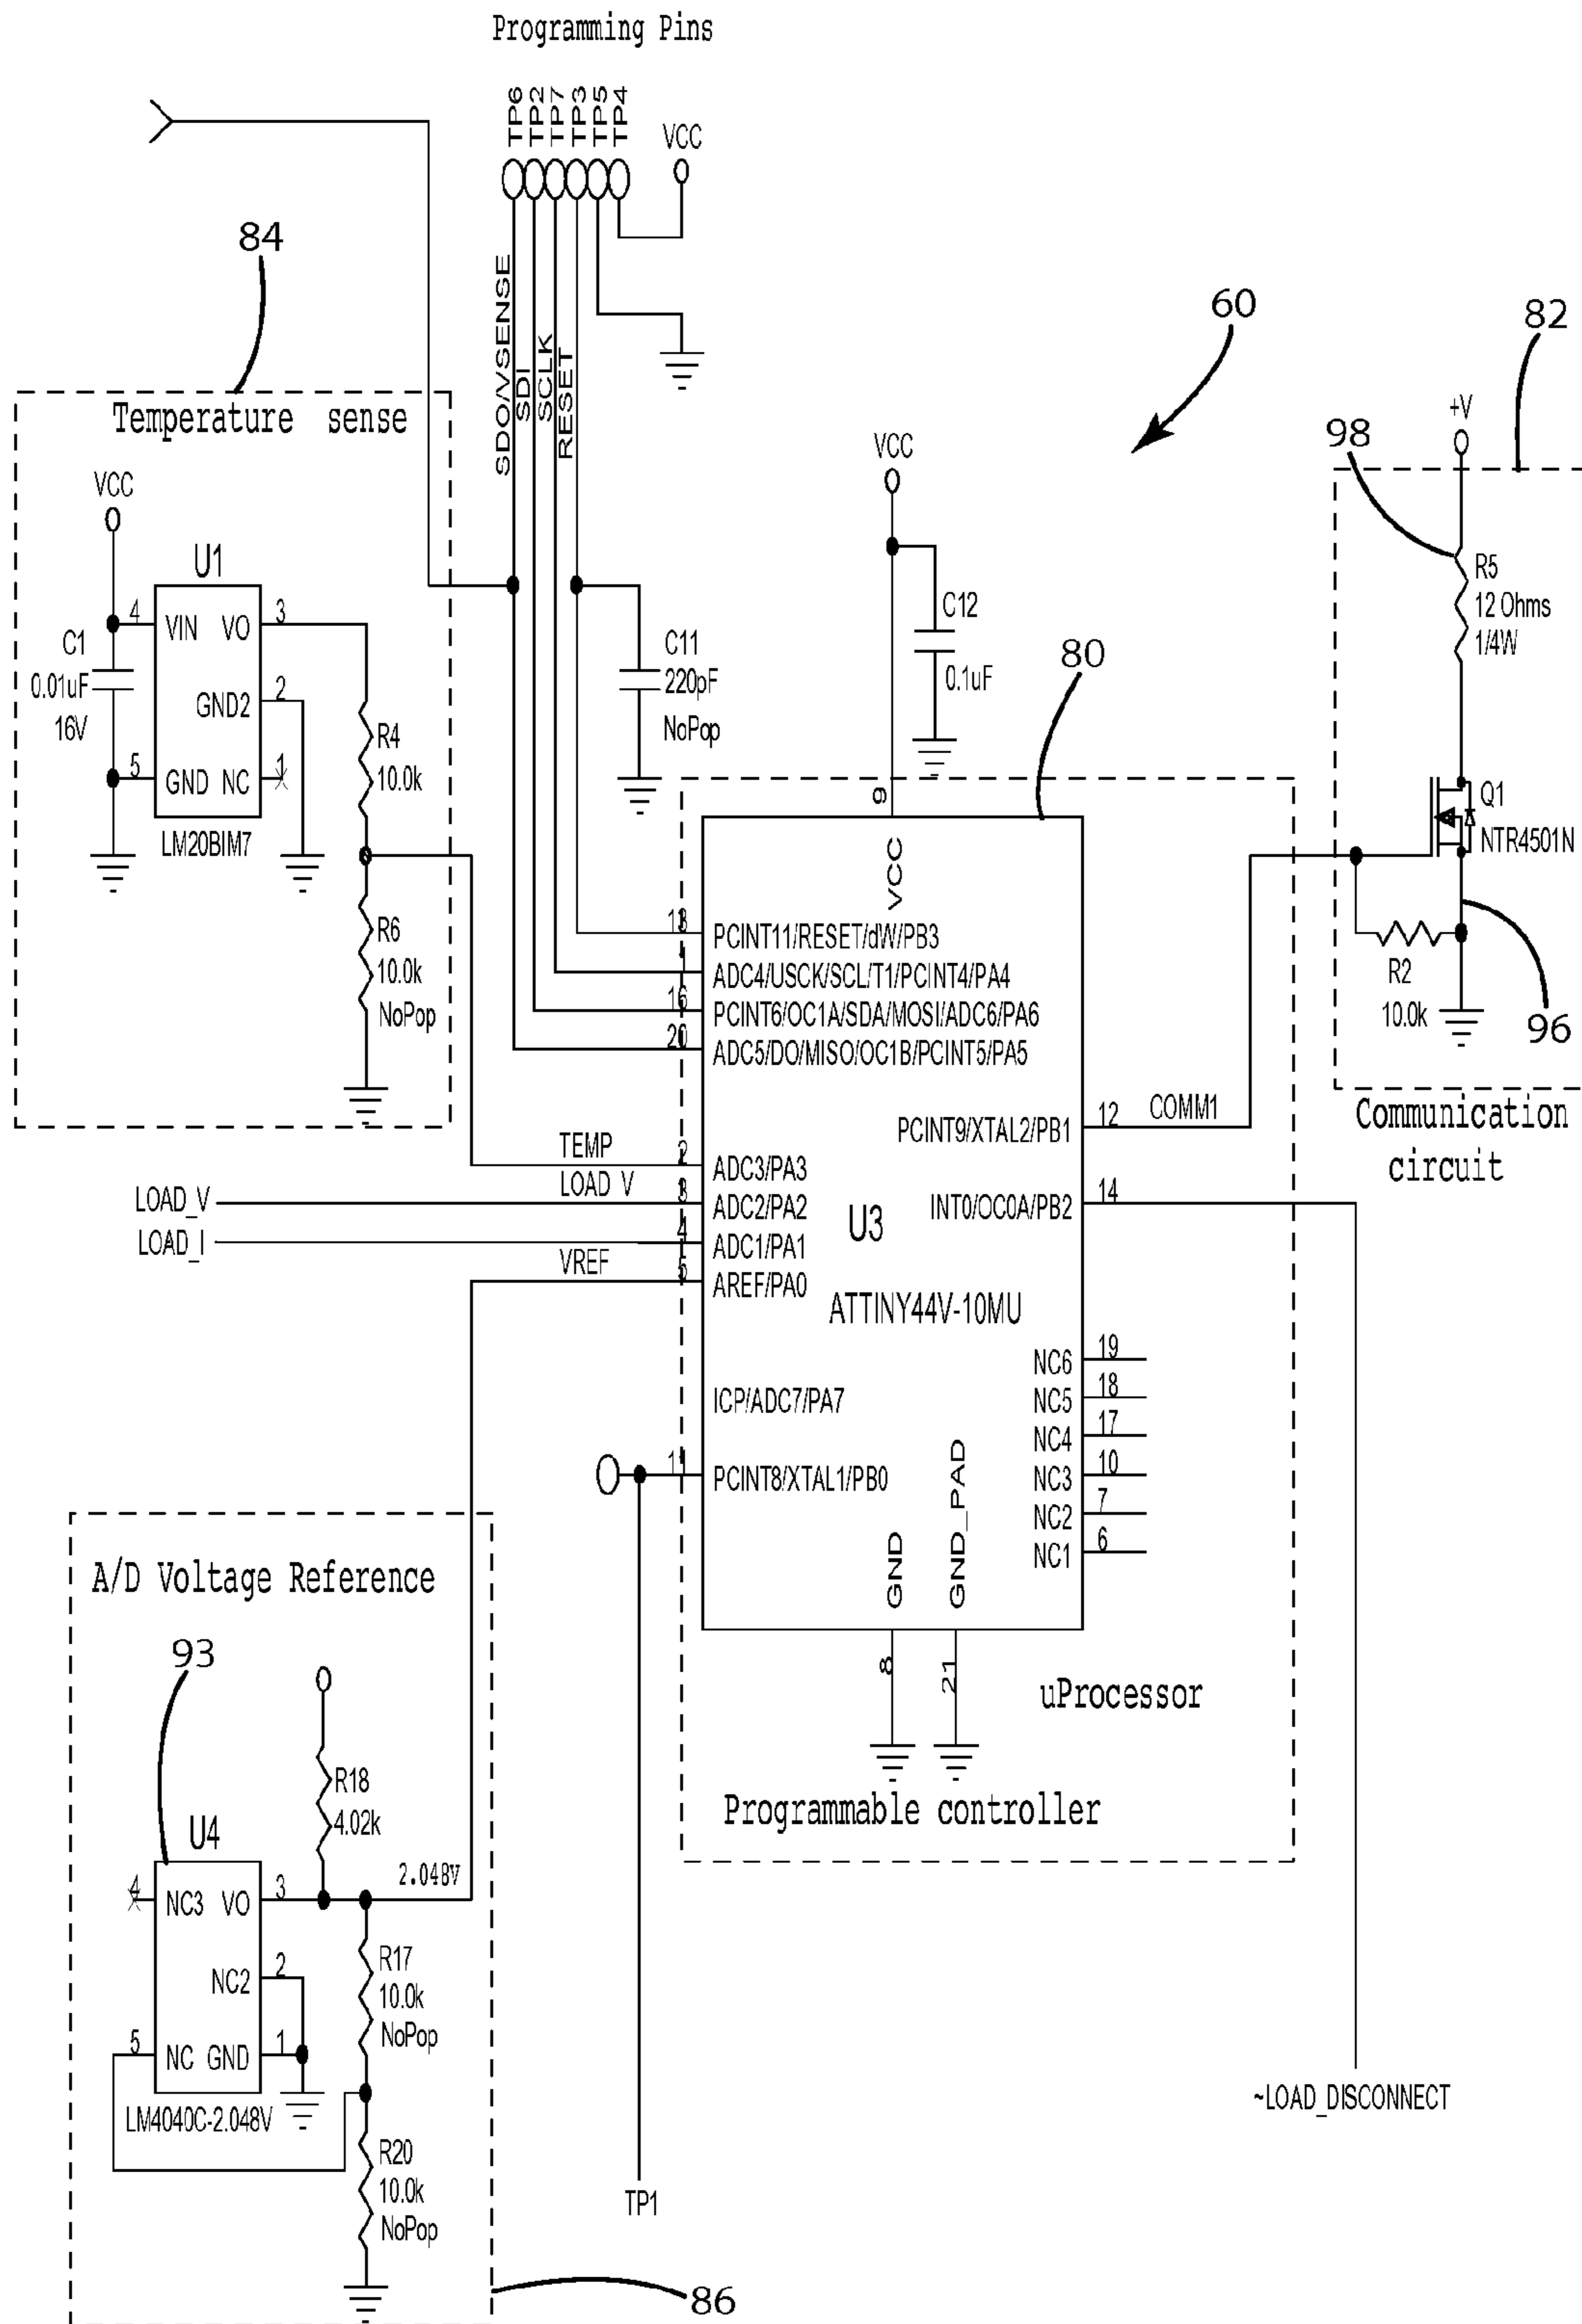 Programming Pins
TP6
TP2
TP7
TP3
TP5
TP4
VCC
84
SDO/VSENSE
SDI
SCLK
RESET
60
82
Temperature sense
VCC
U1
4
VIN VO
3
C1
0.01uF
16V
GND2
2
5
GND NC
1
LM20BIM7
R4
10.0k
R6
10.0k
NoPop
C11
220pF
NoPop
VCC
C12
0.1uF
80
98
+V
R5
12 Ohms
1/4W
Q1
NTR4501N
R2
10.0k
96
Communication
circuit
9
VCC
13
PCINT11/RESET/dW/PB3
1
ADC4/USCK/SCL/T1/PCINT4/PA4
16
PCINT6/OC1A/SDA/MOSI/ADC6/PA6
20
ADC5/DO/MISO/OC1B/PCINT5/PA5
PCINT9/XTAL2/PB1
12
COMM1
TEMP
2
ADC3/PA3
LOAD_V
LOAD_V
3
ADC2/PA2
INT0/OC0A/PB2
14
LOAD_I
4
ADC1/PA1
VREF
5
AREF/PA0
U3
ATTINY44V-10MU
NC6
19
NC5
18
NC4
17
NC3
10
NC2
7
NC1
6
ICP/ADC7/PA7
11
PCINT8/XTAL1/PB0
GND
GND_PAD
8
21
uProcessor
Programmable controller
A/D Voltage Reference
93
R18
4.02k
U4
4
NC3 VO
3
2.048V
NC2
2
5
NC GND
1
LM4040C-2.048V
R17
10.0k
NoPop
R20
10.0k
NoPop
~LOAD_DISCONNECT
TP1
86